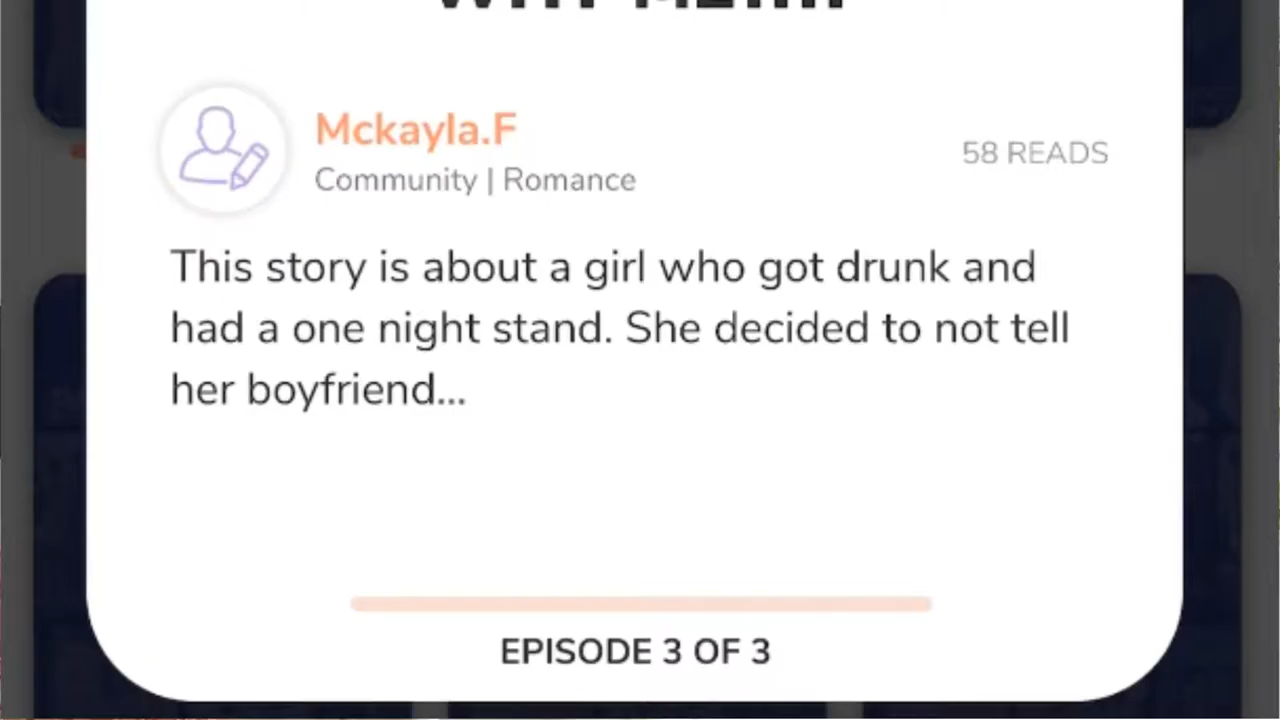 Mckayla.F
58 READS
Community | Romance
This story is about a girl who got drunk and
had a one night stand. She decided to not tell
her boyfriend...
EPISODE 3 OF 3